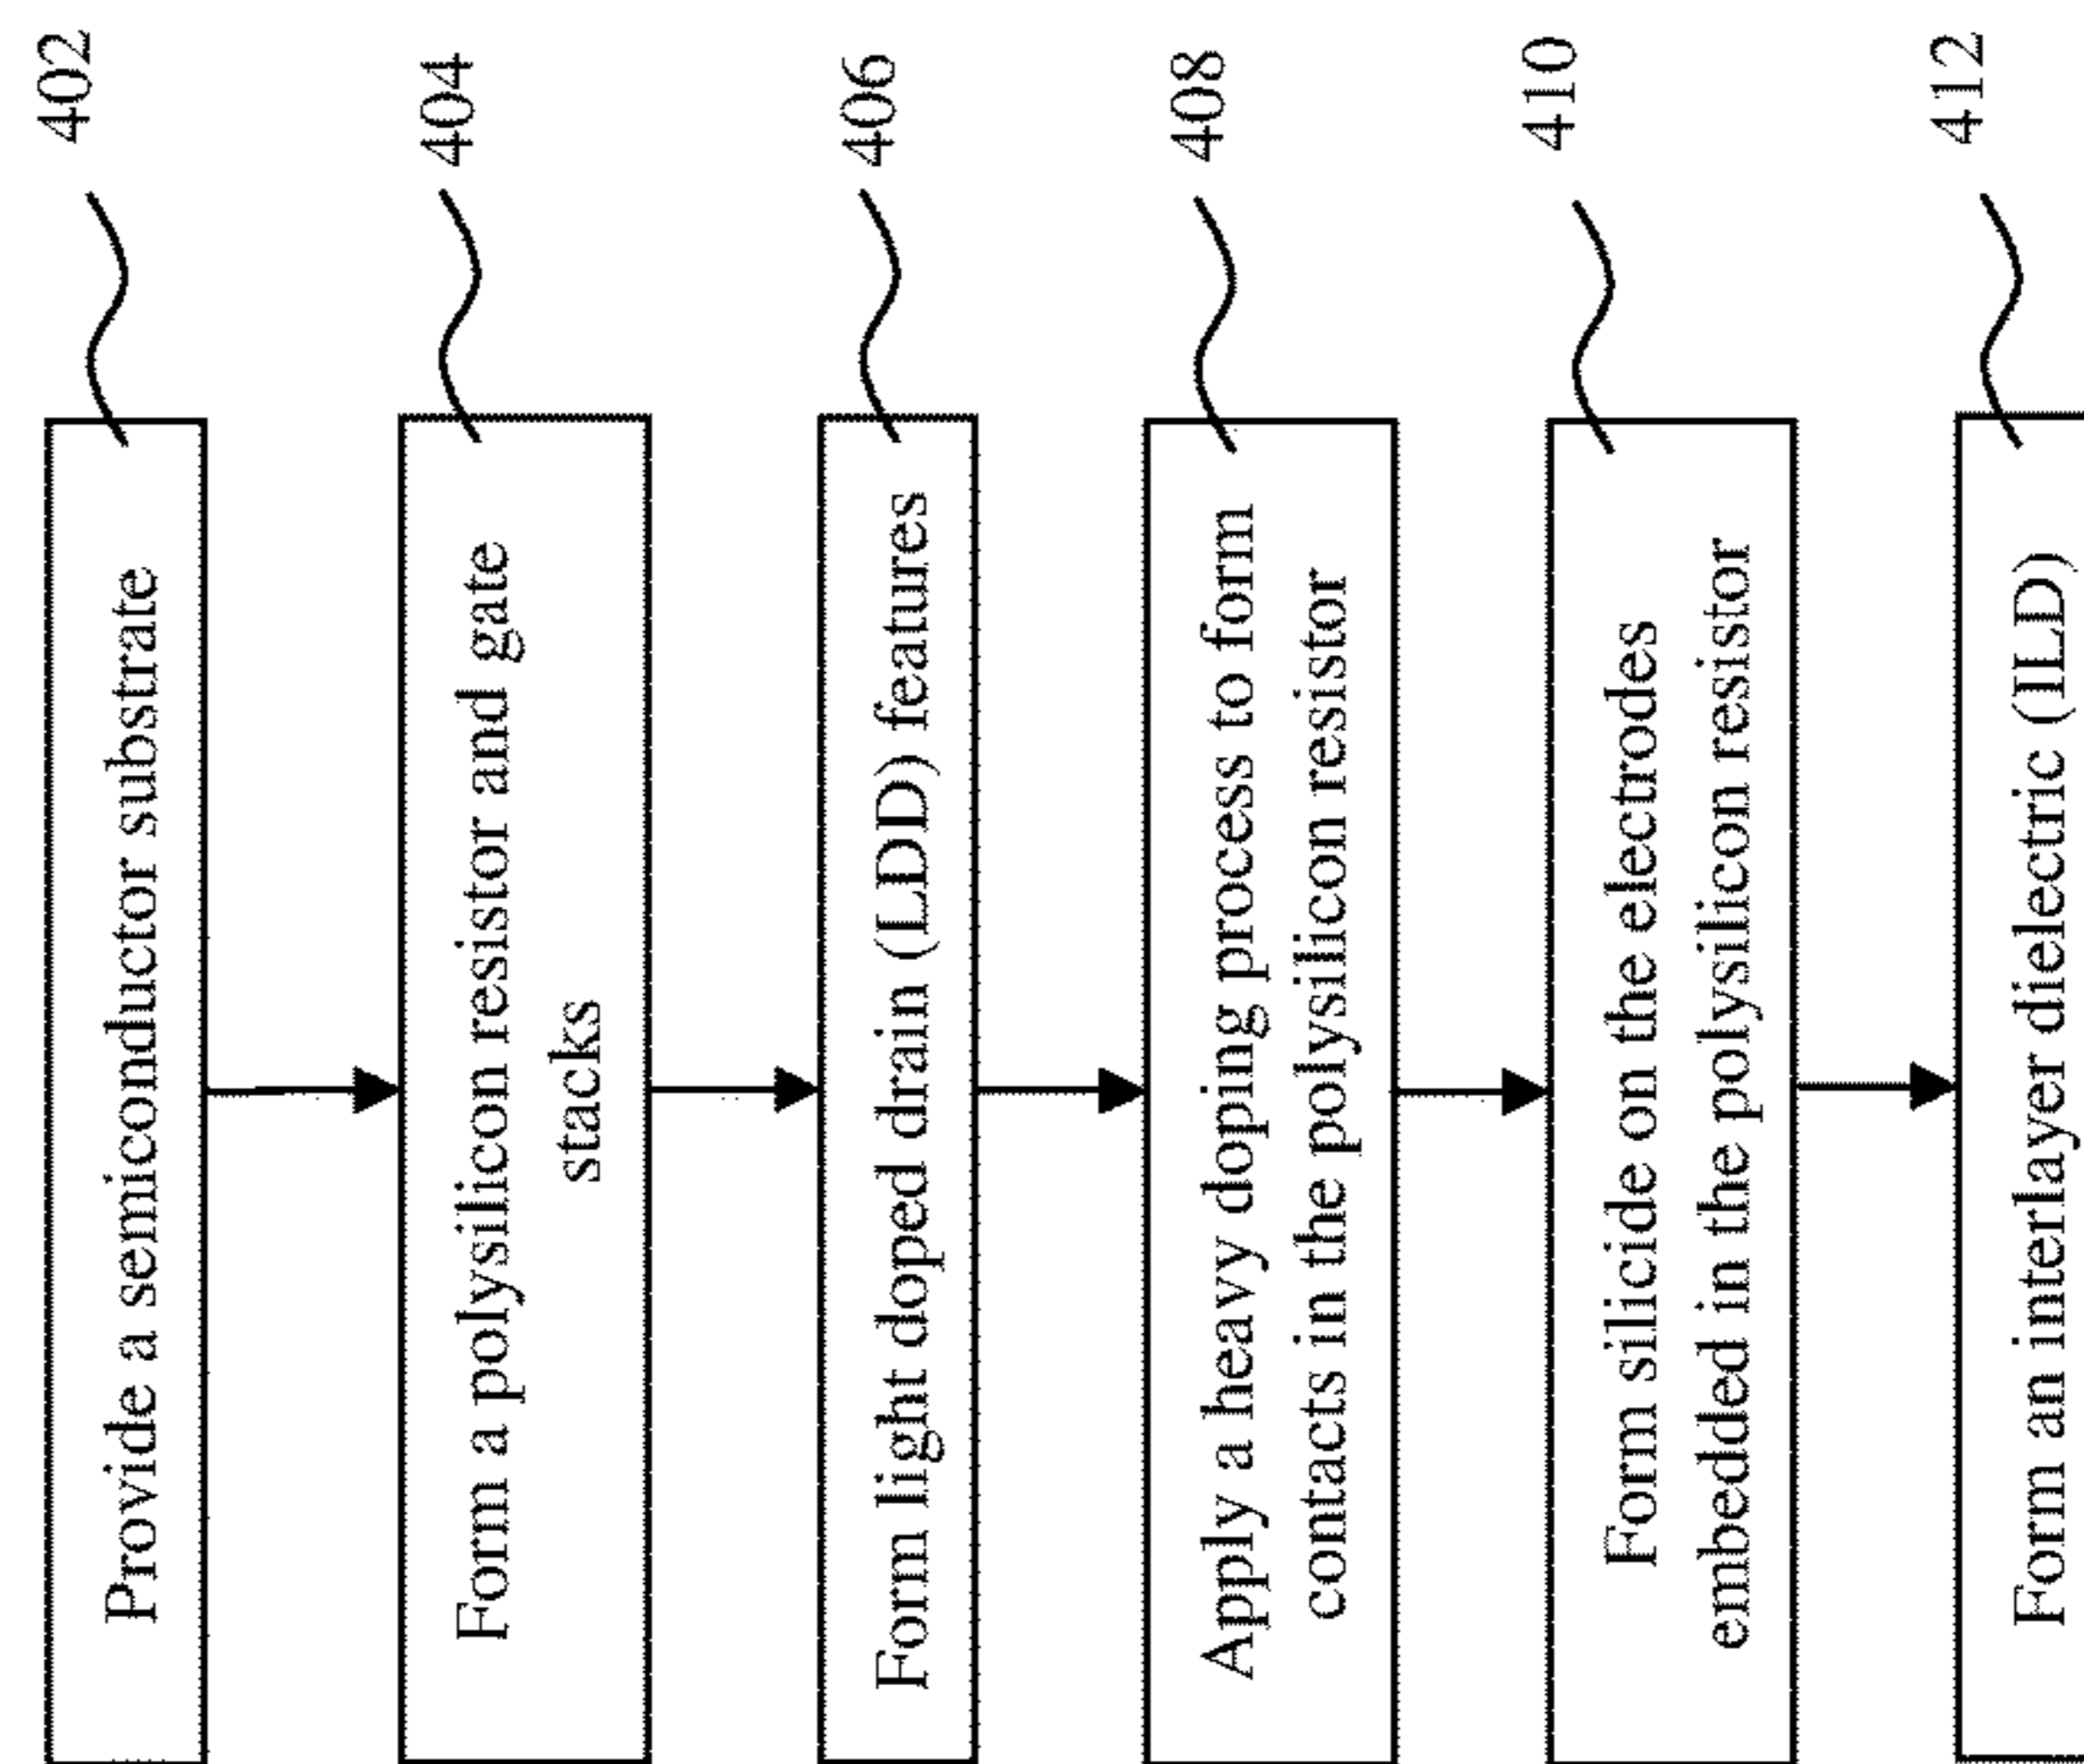 Provide a semiconductor substrate
402
Form a polysilicon resistor and gate
stacks
404
Form light doped drain (LDD) features
406
Apply a heavy doping process to form
contacts in the polysilicon resistor
408
Form silicide on the electrodes
embedded in the polysilicon resistor
410
Form an interlayer dielectric (ILD)
412